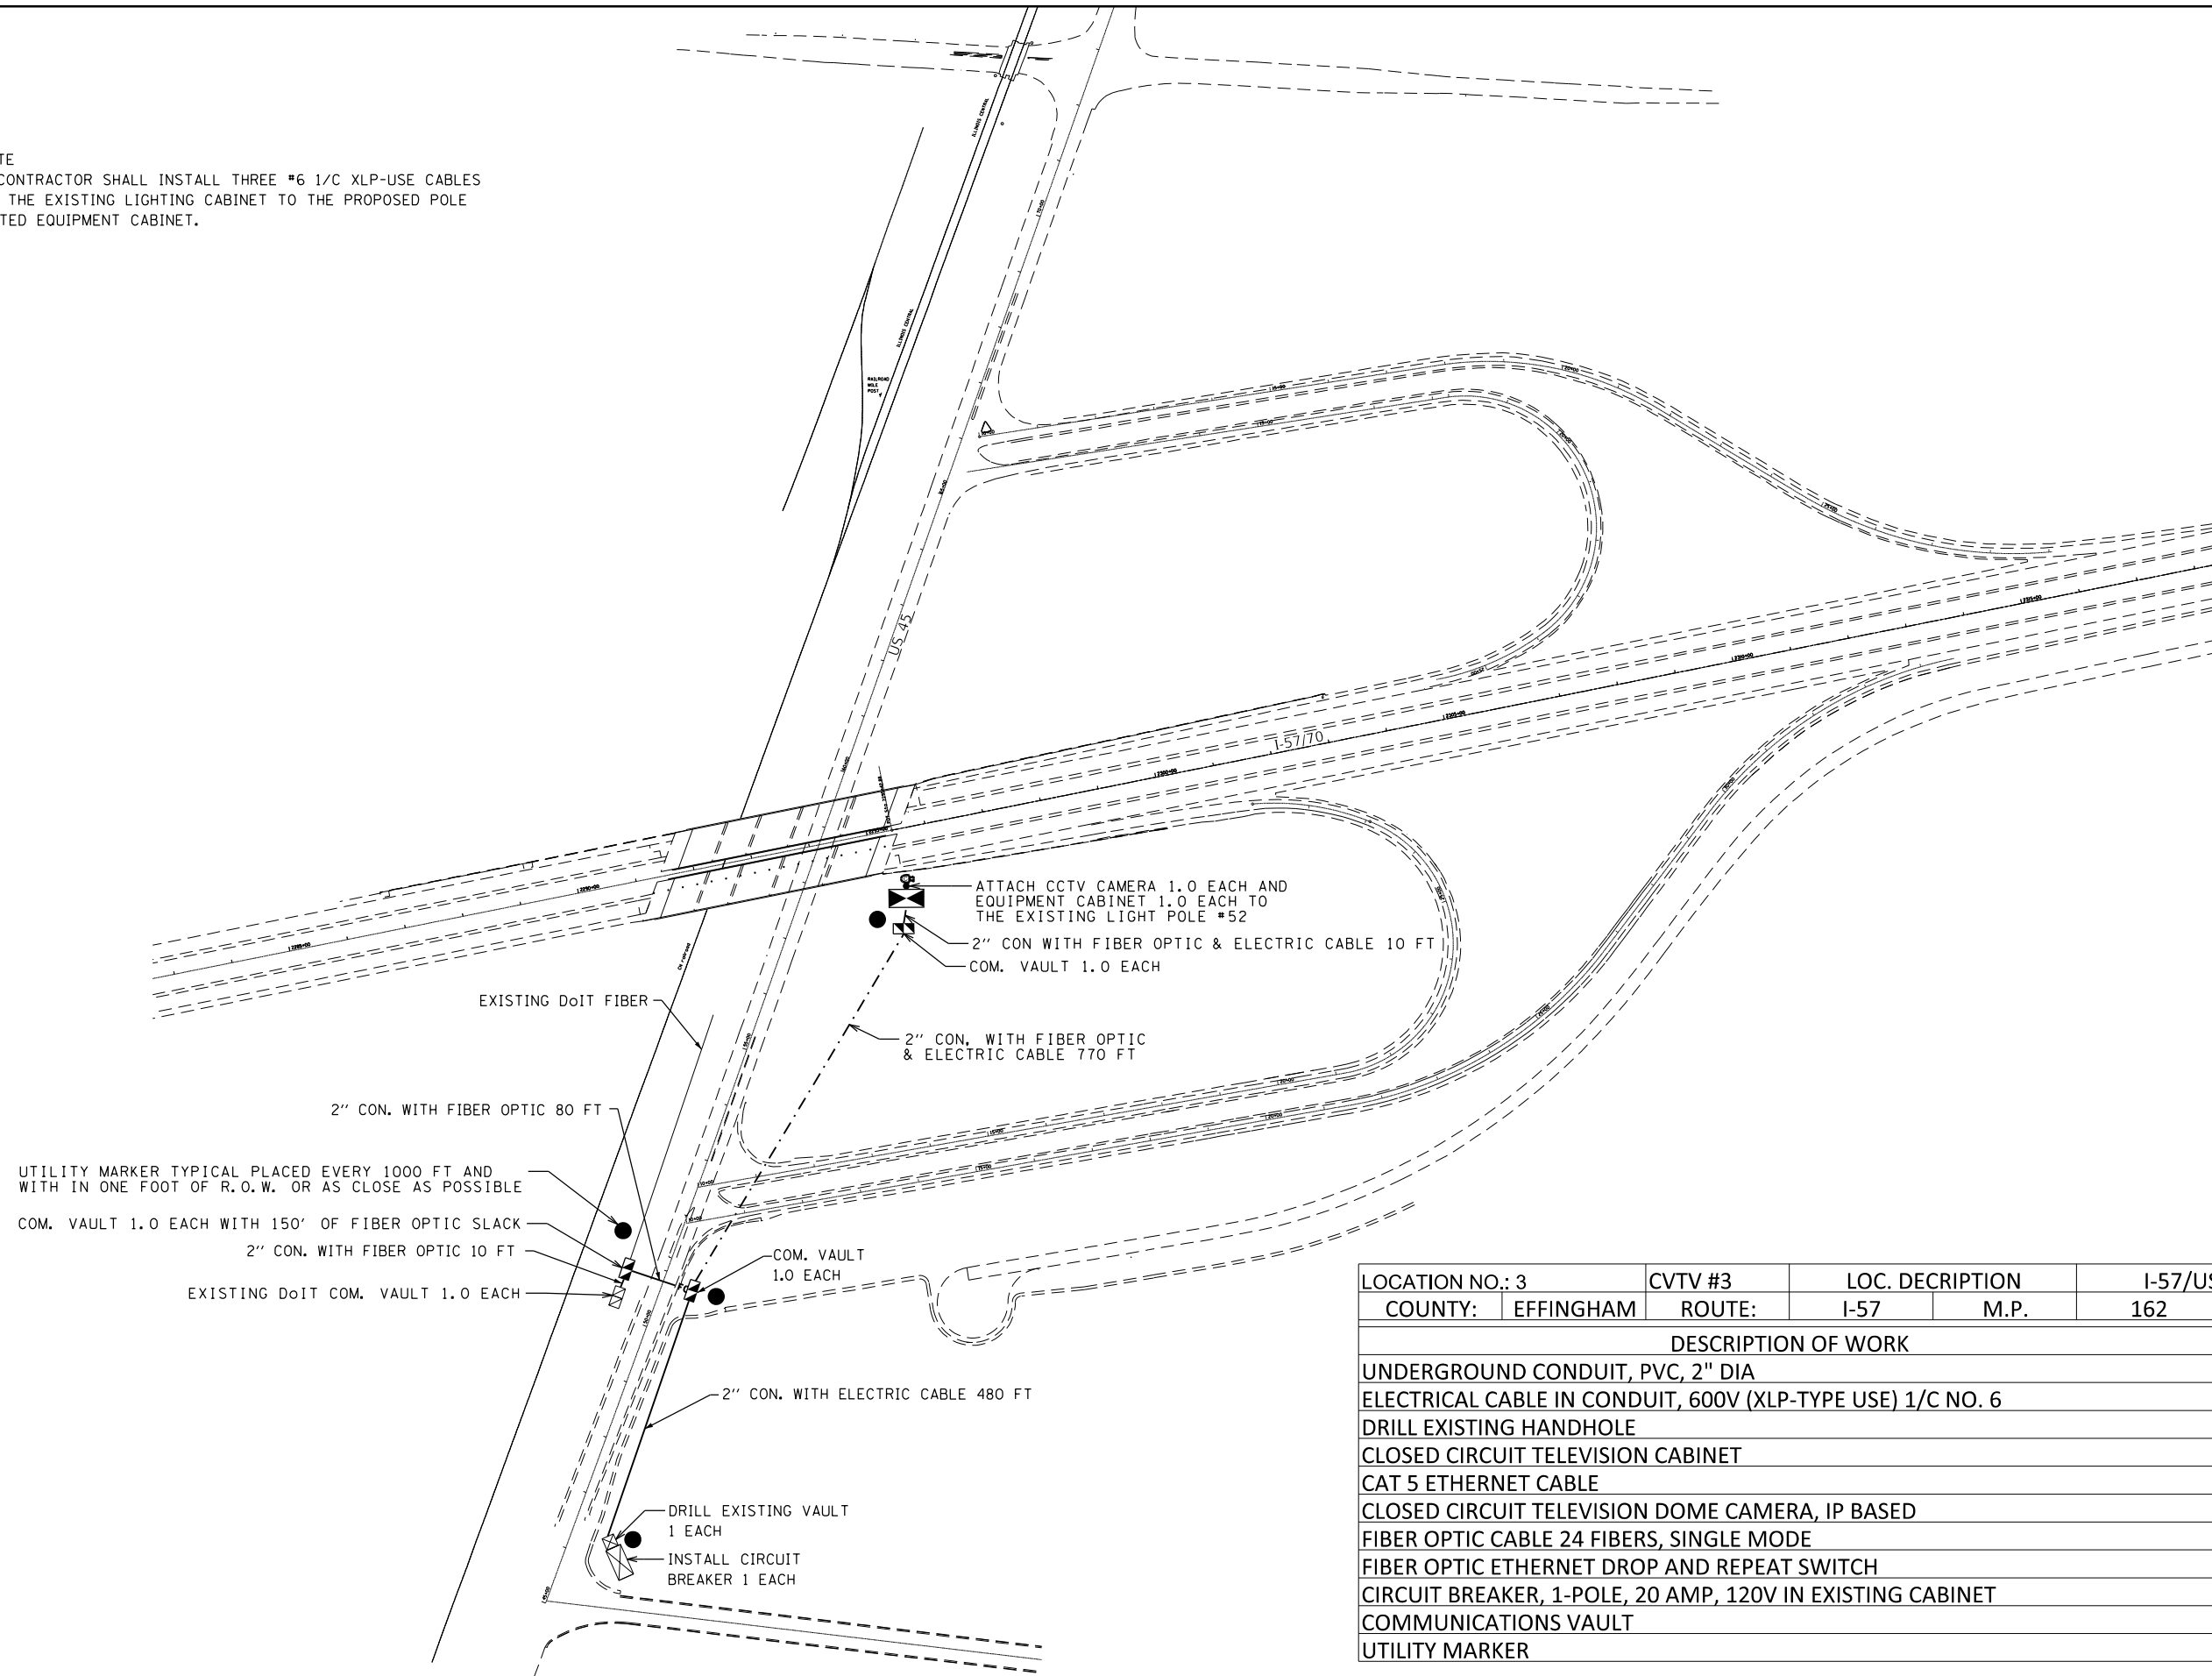 TE
CONTRACTOR SHALL INSTALL THREE #6 1/C XLP-USE CABLES
THE EXISTING LIGHTING CABINET TO THE PROPOSED POLE
TED EQUIPMENT CABINET.
ILLINOIS CENTRAL
170+00
ILLINOIS CENTRAL
RAILROAD
MILE
POST
US 45
I-57/70
ATTACH CCTV CAMERA 1.0 EACH AND
EQUIPMENT CABINET 1.0 EACH TO
THE EXISTING LIGHT POLE #52
2" CON WITH FIBER OPTIC & ELECTRIC CABLE 10 FT
COM. VAULT 1.0 EACH
EXISTING DoIT FIBER
2" CON. WITH FIBER OPTIC
& ELECTRIC CABLE 770 FT
2" CON. WITH FIBER OPTIC 80 FT
UTILITY MARKER TYPICAL PLACED EVERY 1000 FT AND
WITH IN ONE FOOT OF R.O.W. OR AS CLOSE AS POSSIBLE
COM. VAULT 1.0 EACH WITH 150' OF FIBER OPTIC SLACK
2" CON. WITH FIBER OPTIC 10 FT
EXISTING DoIT COM. VAULT 1.0 EACH
COM. VAULT
1.0 EACH
2" CON. WITH ELECTRIC CABLE 480 FT
DRILL EXISTING VAULT
1 EACH
INSTALL CIRCUIT
BREAKER 1 EACH
LOCATION NO.: 3 CVTV #3 LOC. DECRIPTION I-57/US
COUNTY: EFFINGHAM ROUTE: I-57 M.P. 162
DESCRIPTION OF WORK
UNDERGROUND CONDUIT, PVC, 2" DIA
ELECTRICAL CABLE IN CONDUIT, 600V (XLP-TYPE USE) 1/C NO. 6
DRILL EXISTING HANDHOLE
CLOSED CIRCUIT TELEVISION CABINET
CAT 5 ETHERNET CABLE
CLOSED CIRCUIT TELEVISION DOME CAMERA, IP BASED
FIBER OPTIC CABLE 24 FIBERS, SINGLE MODE
FIBER OPTIC ETHERNET DROP AND REPEAT SWITCH
CIRCUIT BREAKER, 1-POLE, 20 AMP, 120V IN EXISTING CABINET
COMMUNICATIONS VAULT
UTILITY MARKER